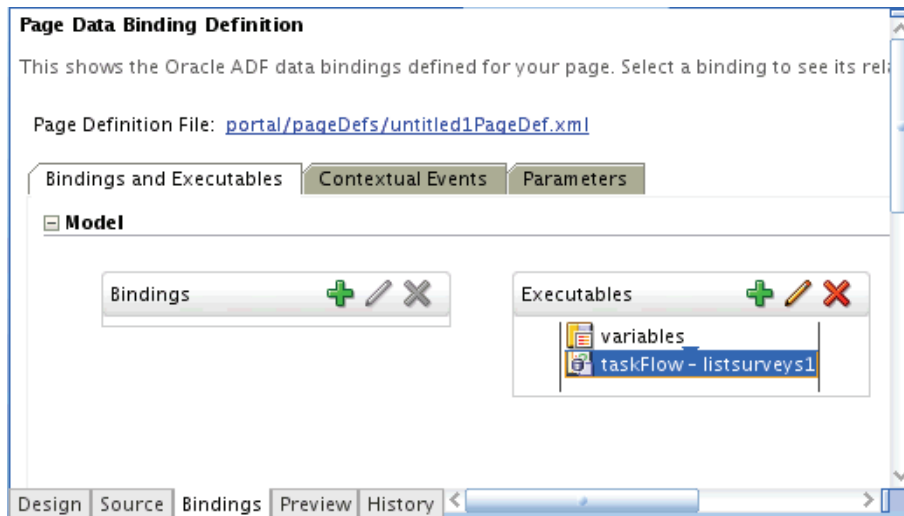 Page Data Binding Definition
This shows the Oracle ADF data bindings defined for your page. Select a binding to see its rela
Page Definition File: portal/pageDefs/untitled1PageDef.xml
Bindings and Executables Contextual Events Parameters
Model
Bindings Executables
variables
taskFlow - listsurveys1
Design Source Bindings Preview History